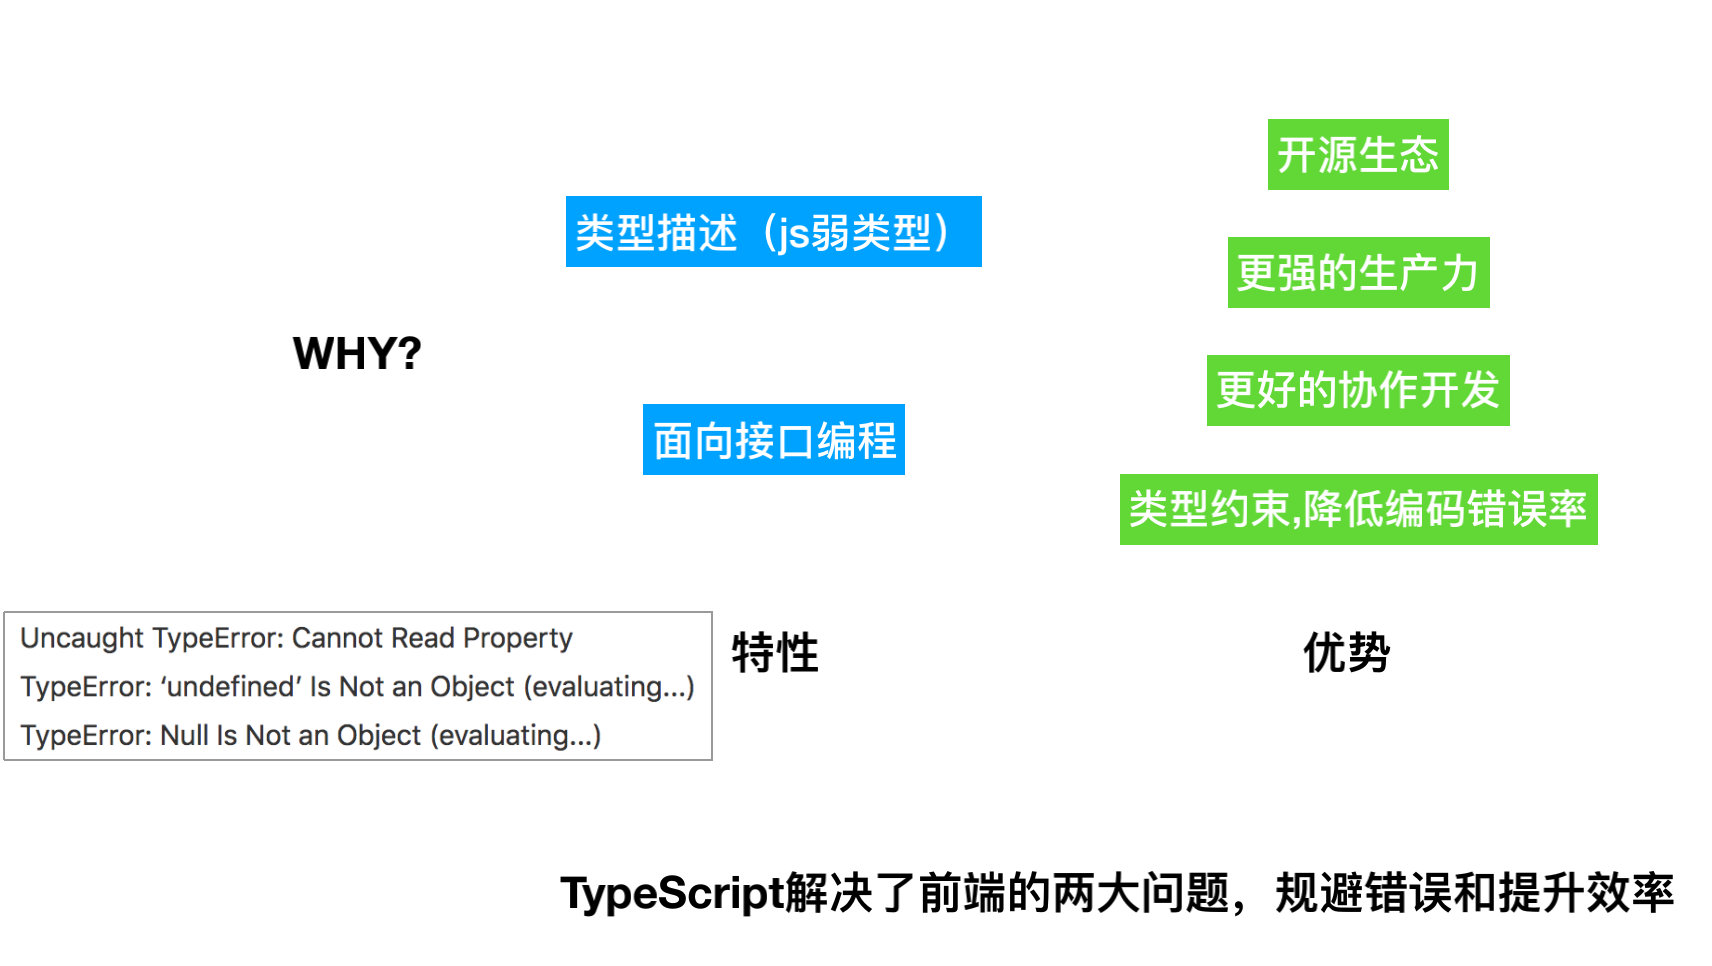 WHY?
类型描述（js弱类型）
面向接口编程
开源生态
更强的生产力
更好的协作开发
类型约束,降低编码错误率
Uncaught TypeError: Cannot Read Property
TypeError: ‘undefined’ Is Not an Object (evaluating...)
TypeError: Null Is Not an Object (evaluating...)
特性
优势
TypeScript解决了前端的两大问题，规避错误和提升效率